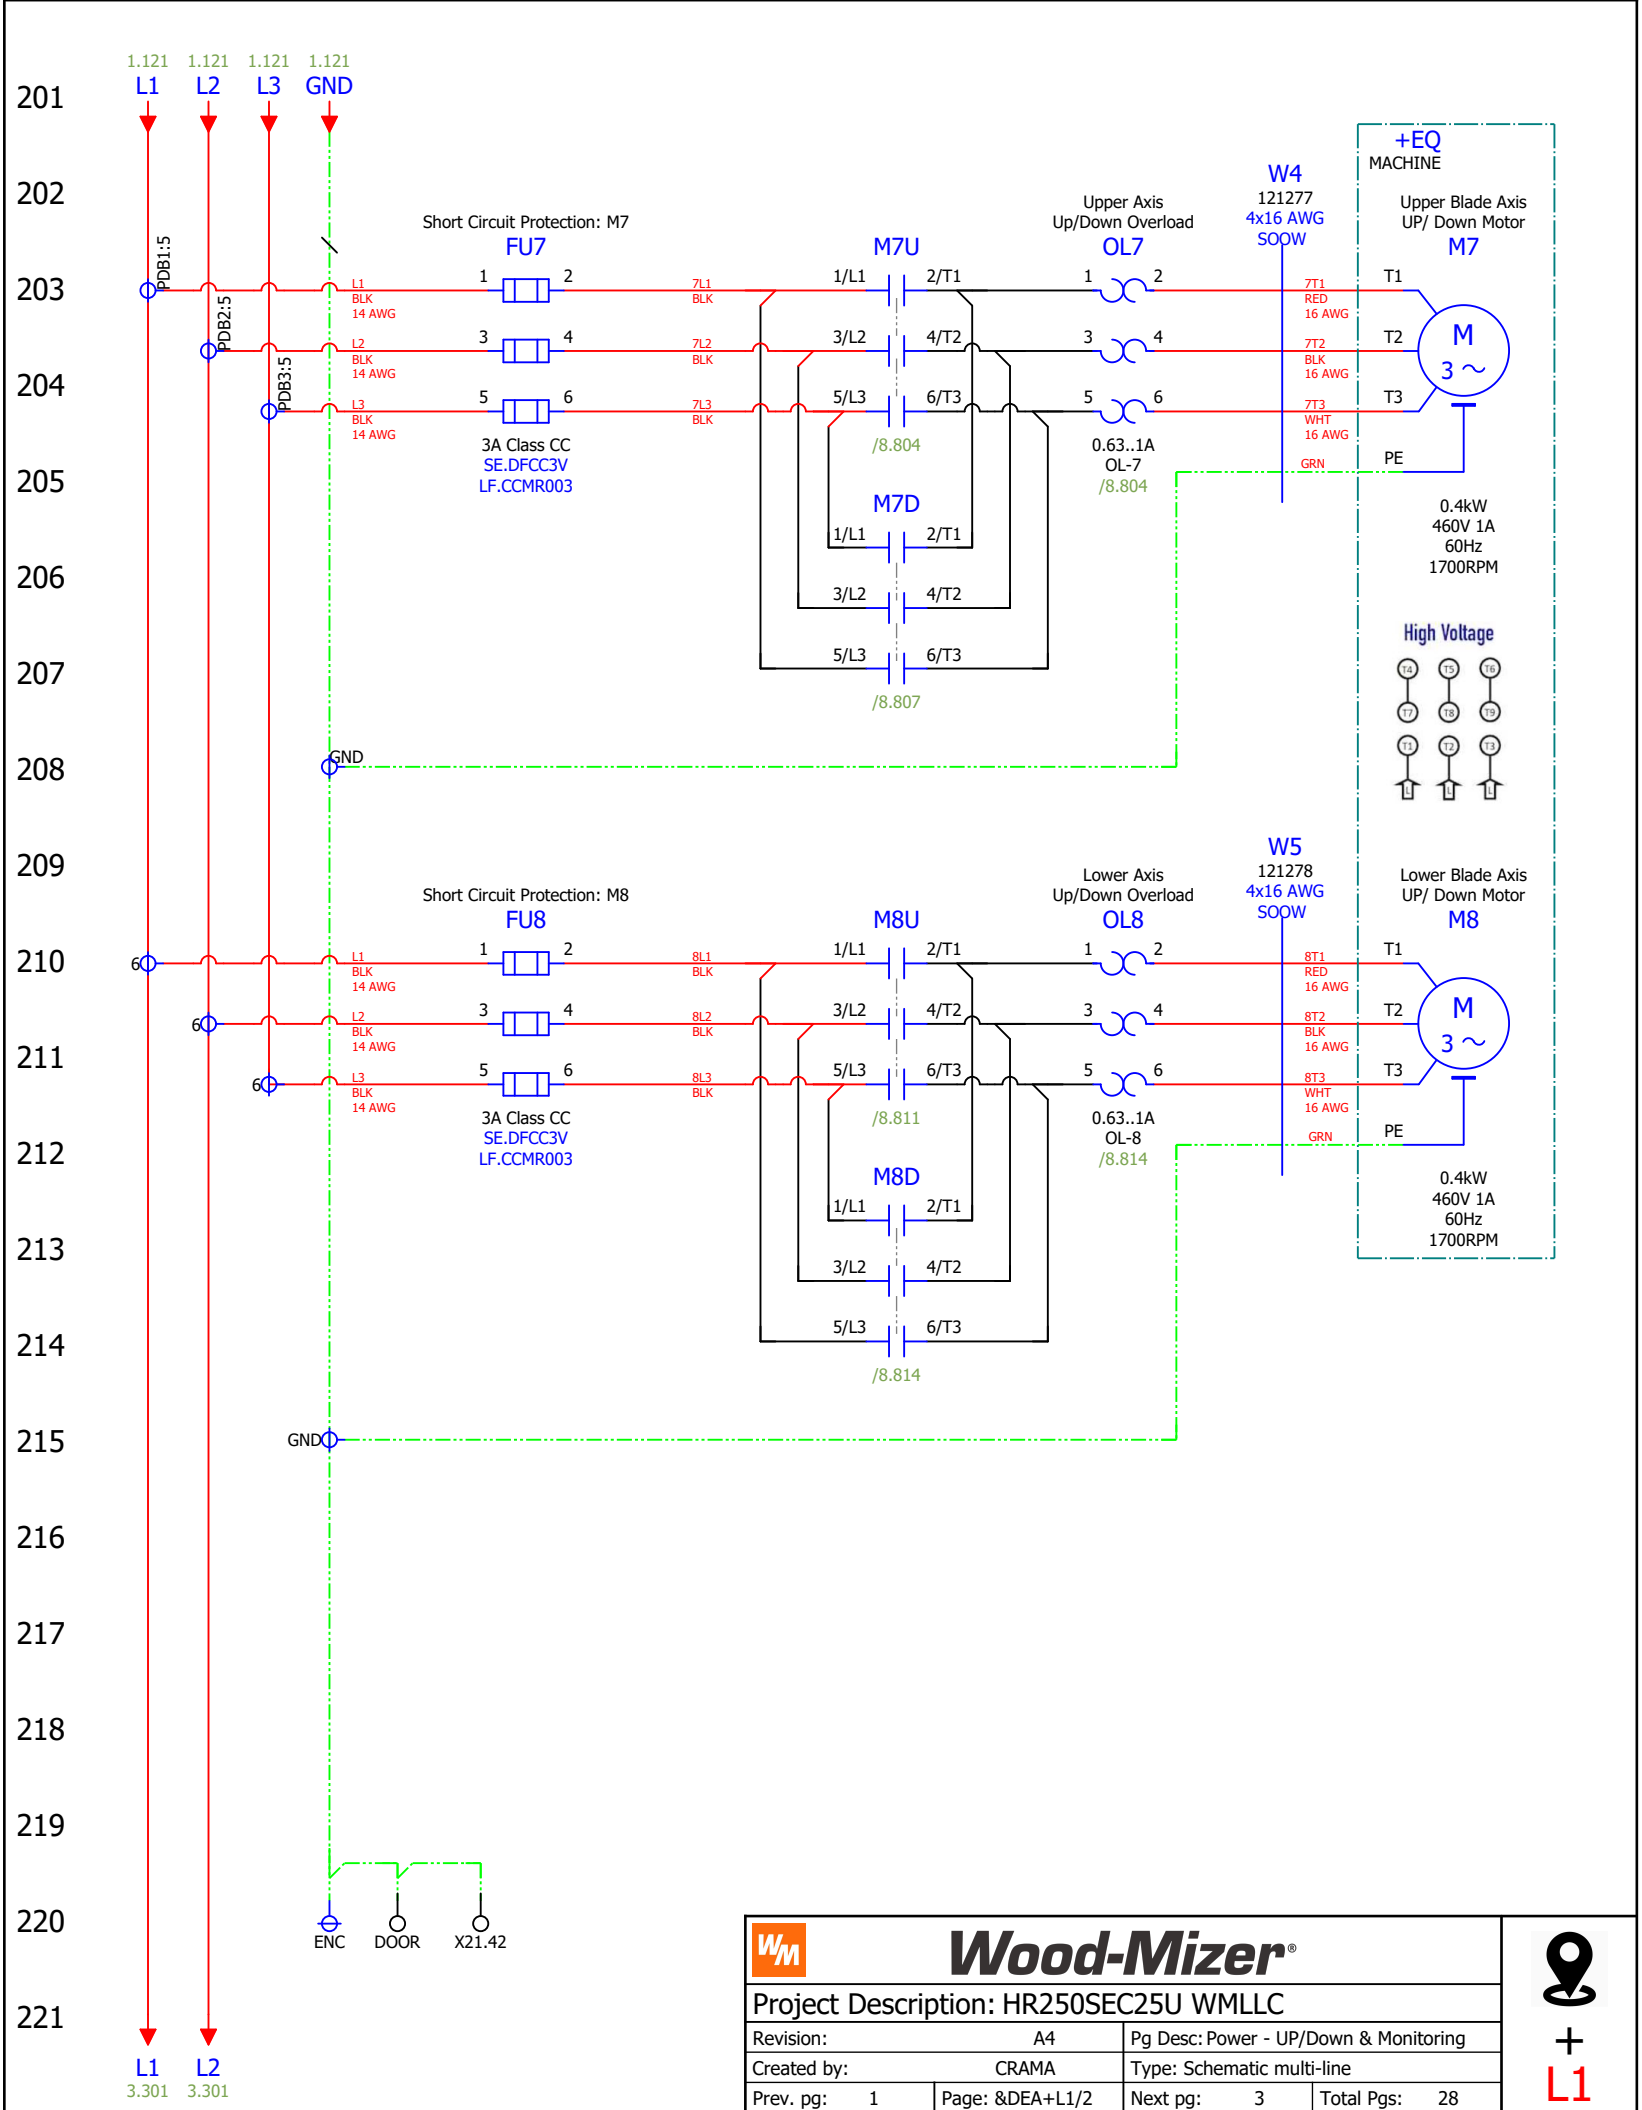 1.121 1.121 1.121 1.121
L1 L2 L3 GND
201
+EQ
MACHINE
202
W4
121277
4x16 AWG
SOOW
Short Circuit Protection: M7
FU7
M7U
Upper Axis
Up/Down Overload
OL7
Upper Blade Axis
UP/ Down Motor
M7
PDB1:5
203
L1
BLK
14 AWG
1 2
7L1
BLK
1/L1 2/T1
1 2
7T1
RED
16 AWG
T1
PDB2:5
L2
BLK
14 AWG
3 4
7L2
BLK
3/L2 4/T2
3 4
7T2
BLK
16 AWG
T2
M
3 ~
204
PDB3:5
L3
BLK
14 AWG
5 6
7L3
BLK
5/L3 6/T3
5 6
7T3
WHT
16 AWG
T3
3A Class CC
SE.DFCC3V
LF.CCMR003
/8.804
0.63..1A
OL-7
/8.804
GRN
PE
205
M7D
0.4kW
460V 1A
60Hz
1700RPM
1/L1 2/T1
206
3/L2 4/T2
High Voltage
207
5/L3 6/T3
/8.807
T4 T5 T6
T7 T8 T9
T1 T2 T3
L L L
208
GND
209
W5
121278
4x16 AWG
SOOW
Short Circuit Protection: M8
FU8
M8U
Lower Axis
Up/Down Overload
OL8
Lower Blade Axis
UP/ Down Motor
M8
210
6
L1
BLK
14 AWG
1 2
8L1
BLK
1/L1 2/T1
1 2
8T1
RED
16 AWG
T1
6
L2
BLK
14 AWG
3 4
8L2
BLK
3/L2 4/T2
3 4
8T2
BLK
16 AWG
T2
M
3 ~
211
6
L3
BLK
14 AWG
5 6
8L3
BLK
5/L3 6/T3
5 6
8T3
WHT
16 AWG
T3
3A Class CC
SE.DFCC3V
LF.CCMR003
/8.811
0.63..1A
OL-8
/8.814
GRN
PE
212
M8D
0.4kW
460V 1A
60Hz
1700RPM
1/L1 2/T1
213
3/L2 4/T2
214
5/L3 6/T3
/8.814
215
GND
216
217
218
219
220
ENC DOOR X21.42
221
L1 L2
3.301 3.301
WM
Wood-Mizer®
Project Description: HR250SEC25U WMLLC
Revision: A4 Pg Desc: Power - UP/Down & Monitoring
Created by: CRAMA Type: Schematic multi-line
Prev. pg: 1 Page: &DEA+L1/2 Next pg: 3 Total Pgs: 28
+
L1